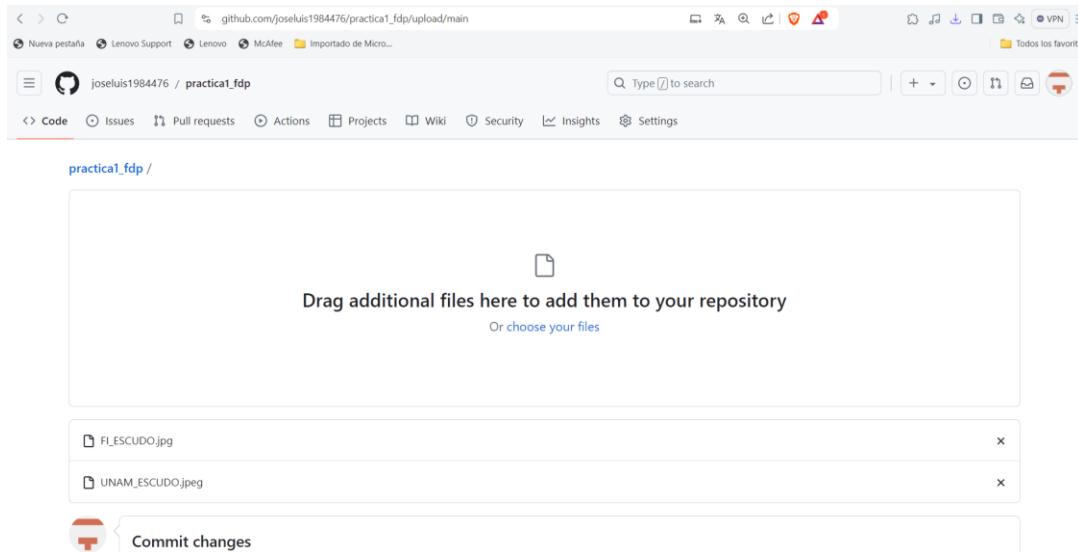 github.com/joseluis1984476/practica1_fdp/upload/main
VPN
Nueva pestaña Lenovo Support Lenovo McAfee Importado de Micro... Todos los favorit
joseluis1984476 / practica1_fdp
Type / to search
<> Code Issues Pull requests Actions Projects Wiki Security Insights Settings
practica1_fdp /
Drag additional files here to add them to your repository
Or choose your files
FI_ESCUDO.jpg
UNAM_ESCUDO.jpeg
Commit changes